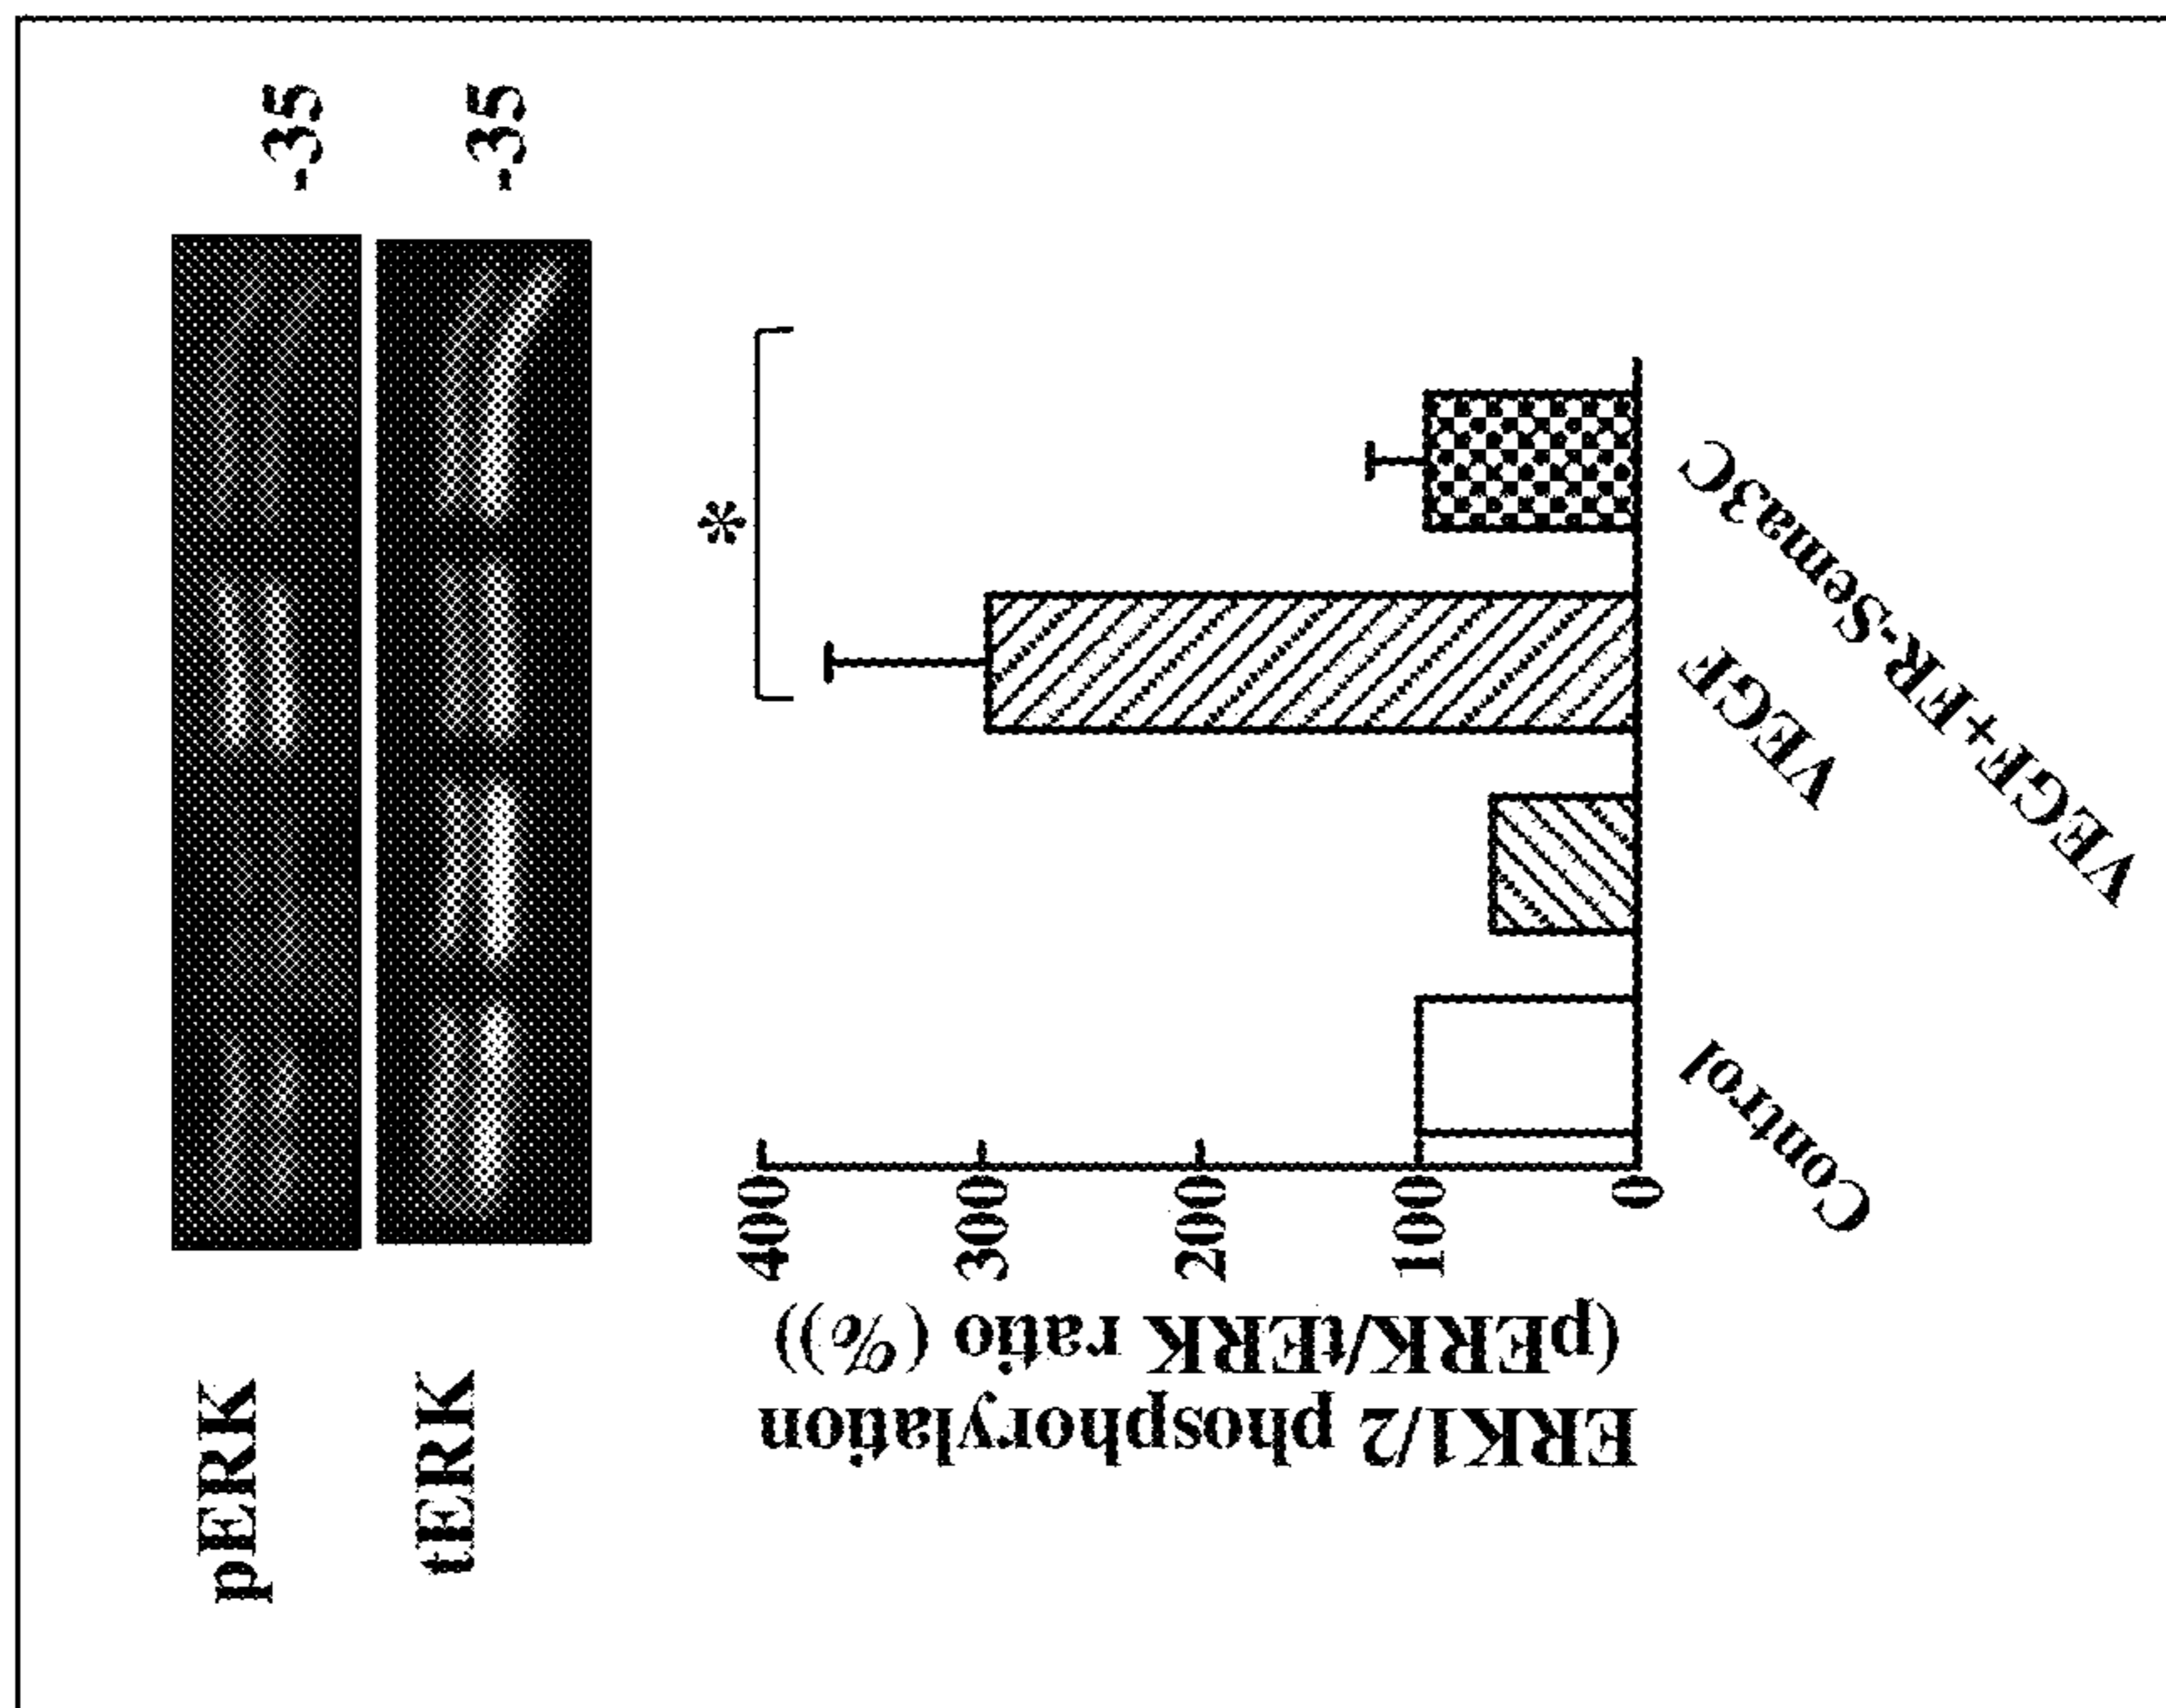 pERK -35
tERK -35
*
ERK1/2 phosphorylation
(pERK/tERK ratio (%))
400
300
200
100
0
Control
VEGF
VEGF+FR-Sema3C